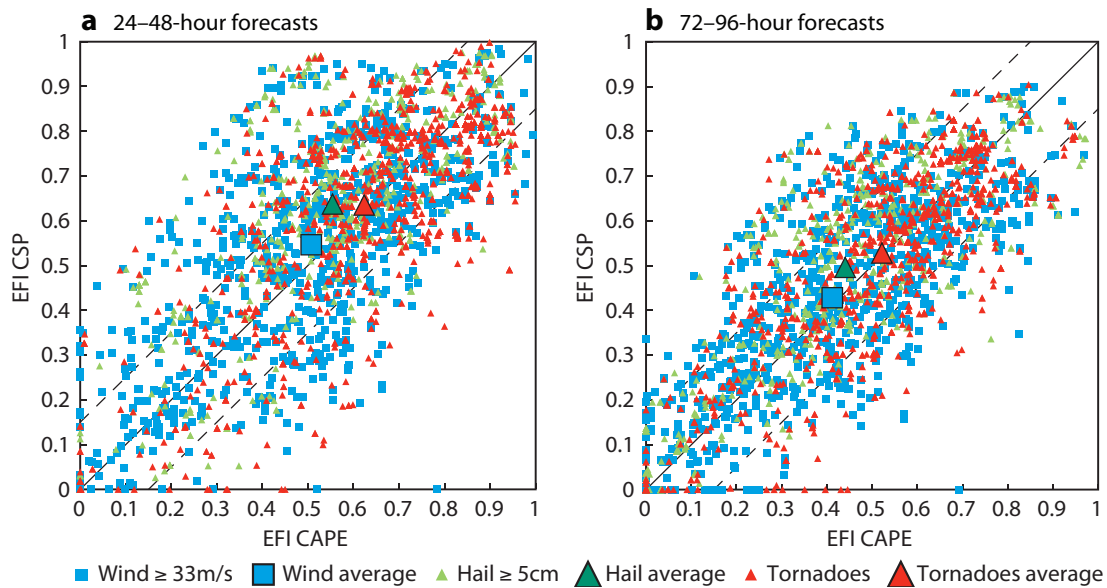 a 24–48-hour forecasts
b 72–96-hour forecasts
1
0.9
0.8
0.7
0.6
0.5
0.4
0.3
0.2
0.1
0
EFI CSP
0 0.1 0.2 0.3 0.4 0.5 0.6 0.7 0.8 0.9 1
EFI CAPE
1
0.9
0.8
0.7
0.6
0.5
0.4
0.3
0.2
0.1
0
EFI CSP
0 0.1 0.2 0.3 0.4 0.5 0.6 0.7 0.8 0.9 1
EFI CAPE
Wind ≥ 33m/s Wind average Hail ≥ 5cm Hail average Tornadoes Tornadoes average